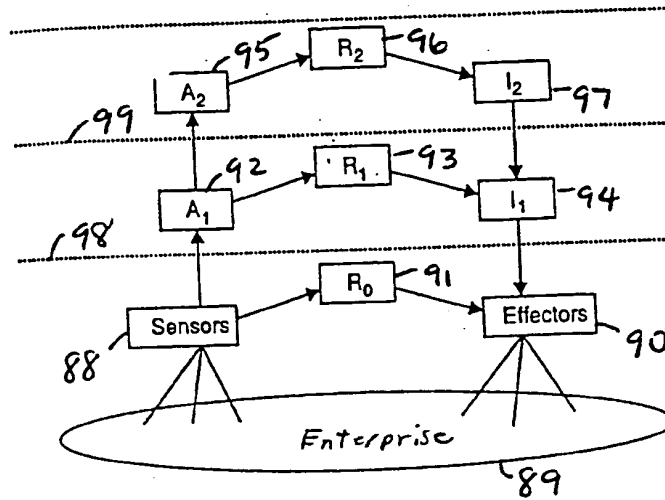 95
R2
96
A2
I2
97
99
92
R1
93
A1
I1
94
98
R0
91
Sensors
Effectors
88
90
Enterprise
89